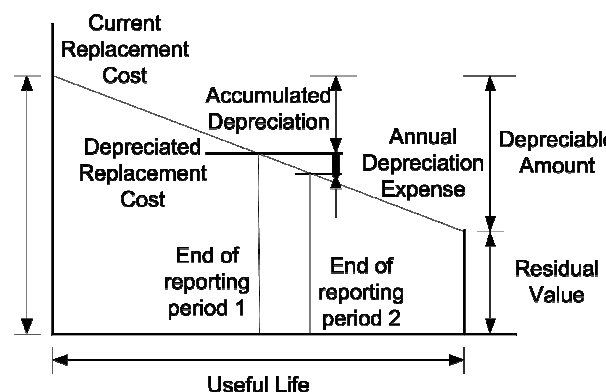 Current
Replacement
Cost
Accumulated
Depreciation
Depreciated
Replacement
Cost
Annual
Depreciation
Expense
Depreciable
Amount
End of
reporting
period 1
End of
reporting
period 2
Residual
Value
Useful Life